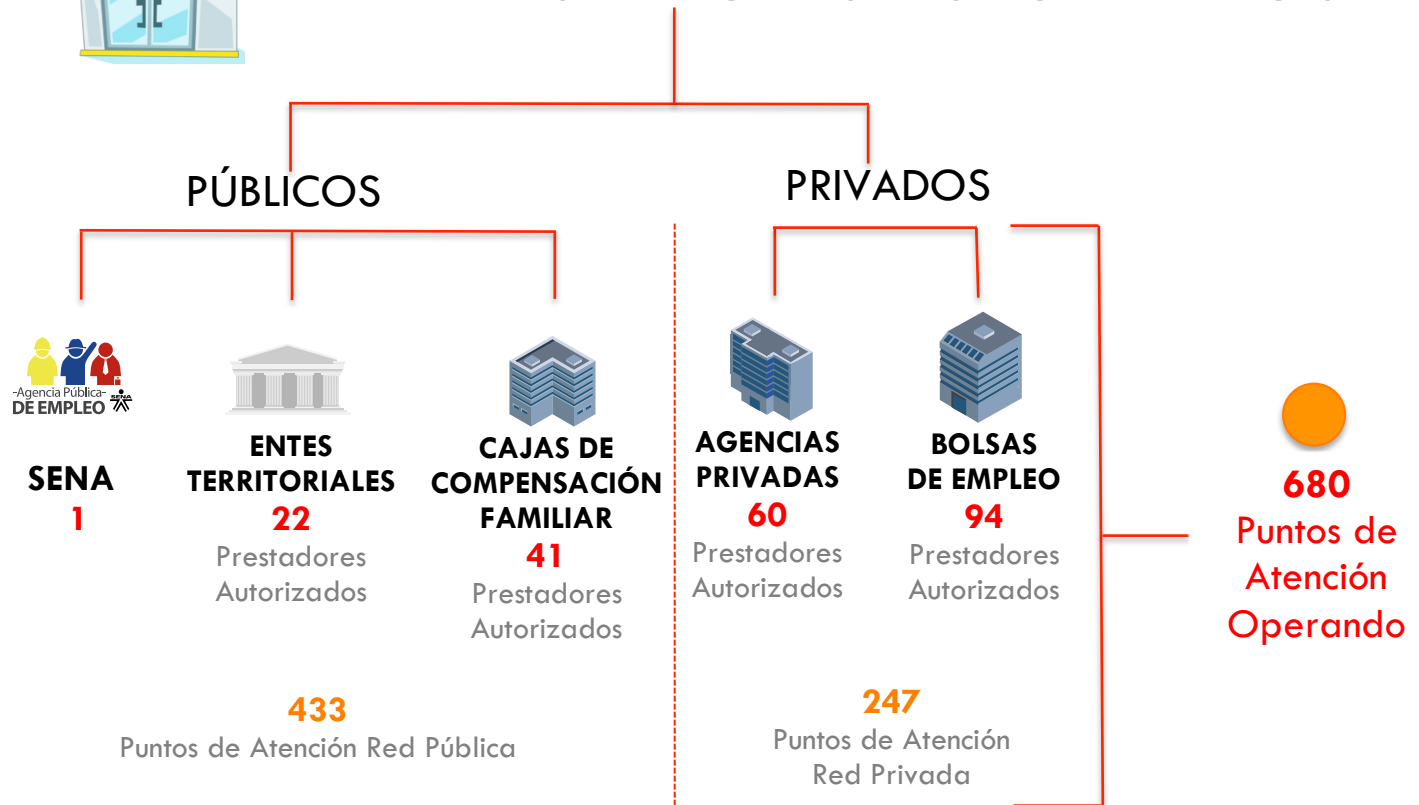 PÚBLICOS
PRIVADOS
-Agencia Pública-
DE EMPLEO
SENA
SENA
1
ENTES
TERRITORIALES
22
Prestadores
Autorizados
CAJAS DE
COMPENSACIÓN
FAMILIAR
41
Prestadores
Autorizados
AGENCIAS
PRIVADAS
60
Prestadores
Autorizados
BOLSAS
DE EMPLEO
94
Prestadores
Autorizados
680
Puntos de
Atención
Operando
433
Puntos de Atención Red Pública
247
Puntos de Atención
Red Privada